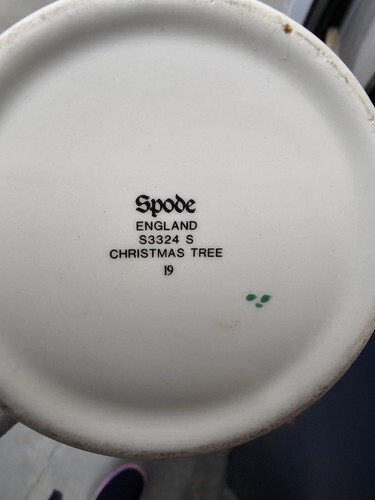 Spode
ENGLAND
S3324 S
CHRISTMAS TREE
19